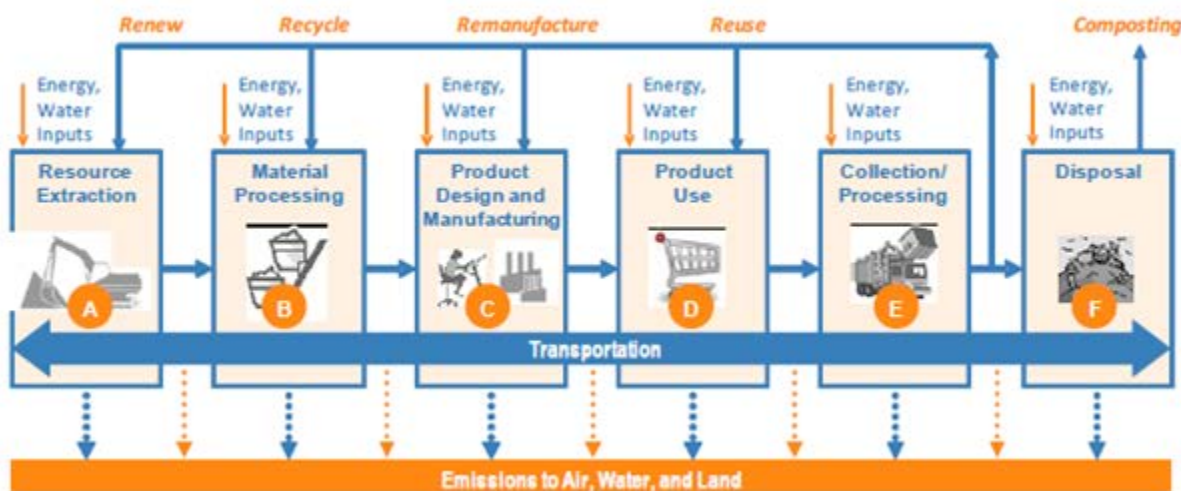 Renew
Recycle
Remanufacture
Reuse
Composting
Energy,
Water
Inputs
Energy,
Water
Inputs
Energy,
Water
Inputs
Energy,
Water
Inputs
Energy,
Water
Inputs
Energy,
Water
Inputs
Resource
Extraction
Material
Processing
Product
Design and
Manufacturing
Product
Use
Collection/
Processing
Disposal
A
B
C
D
E
F
Transportation
Emissions to Air, Water, and Land